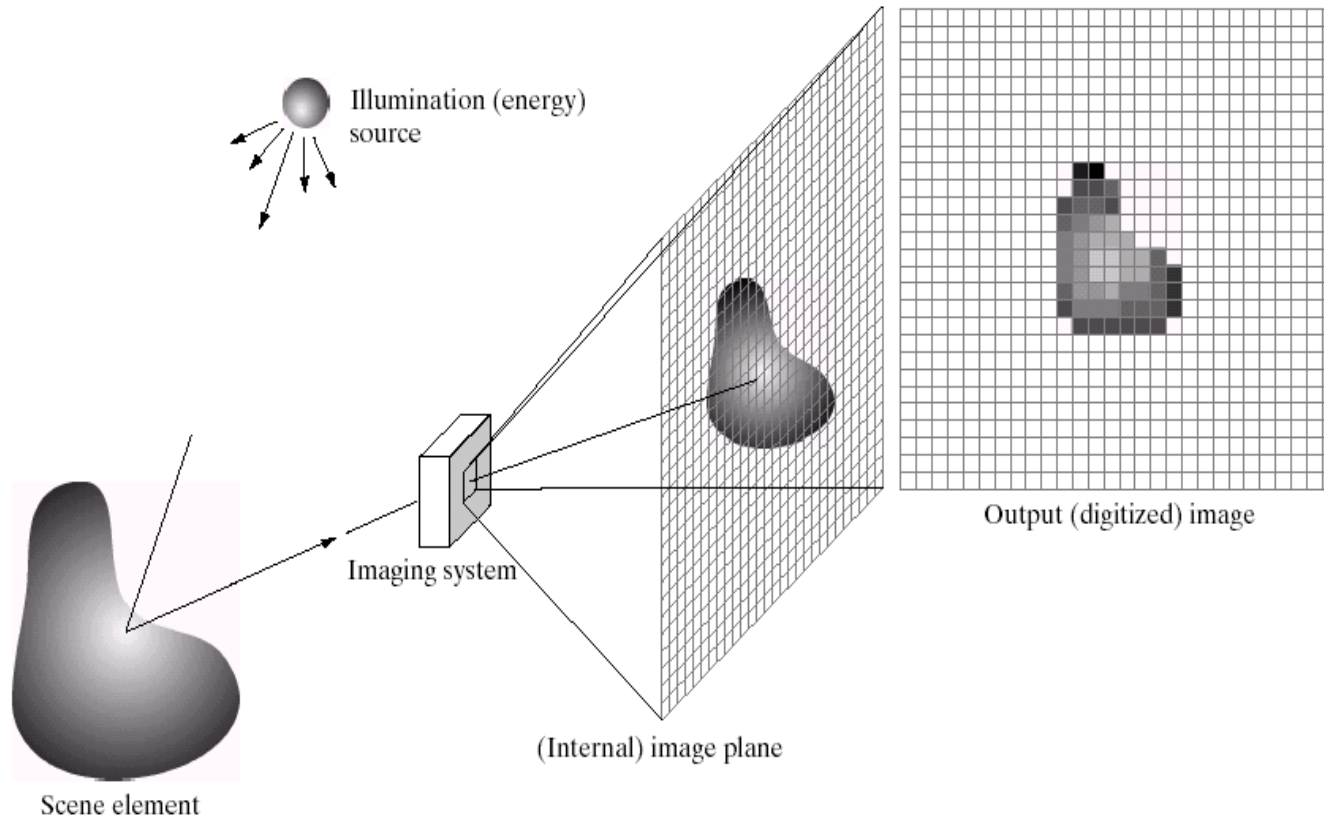 Illumination (energy)
source
Output (digitized) image
Imaging system
(Internal) image plane
Scene element